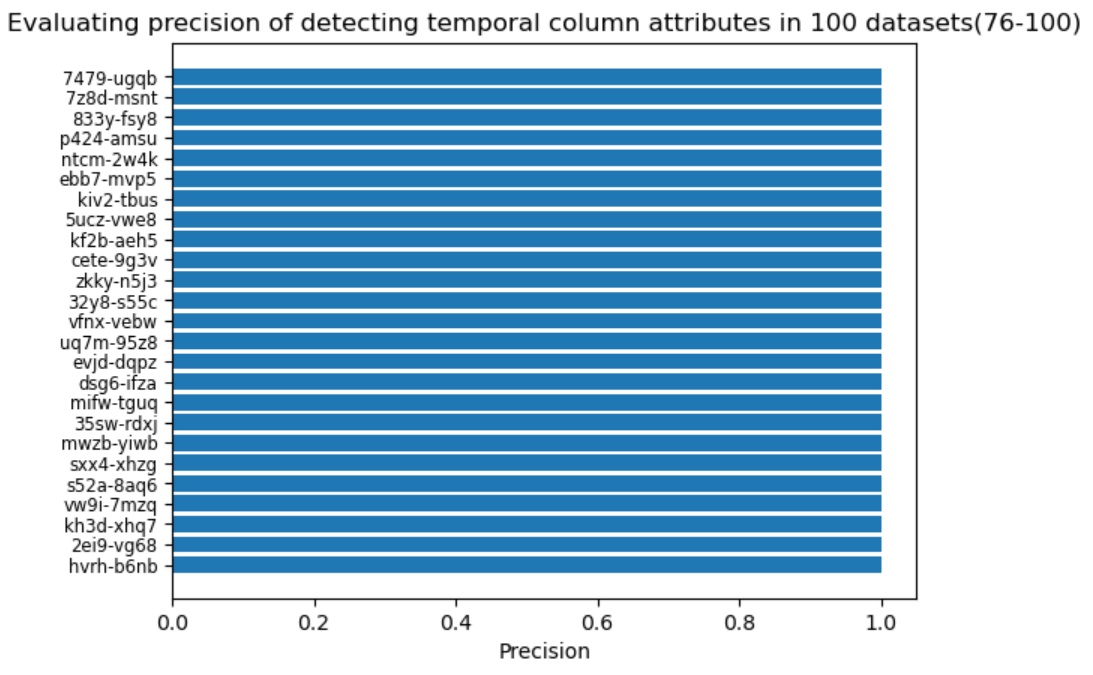 Evaluating precision of detecting temporal column attributes in 100 datasets(76-100)
7479-ugqb
7z8d-msnt
833y-fsy8
p424-amsu
ntcm-2w4k
ebb7-mvp5
kiv2-tbus
5ucz-vwe8
kf2b-aeh5
cete-9g3v
zkky-n5j3
32y8-s55c
vfnx-vebw
uq7m-95z8
evjd-dqpz
dsg6-ifza
mifw-tguq
35sw-rdxj
mwzb-yiwb
sxx4-xhzg
s52a-8aq6
vw9i-7mzq
kh3d-xhq7
2ei9-vg68
hvrh-b6nb
0.0 0.2 0.4 0.6 0.8 1.0
Precision